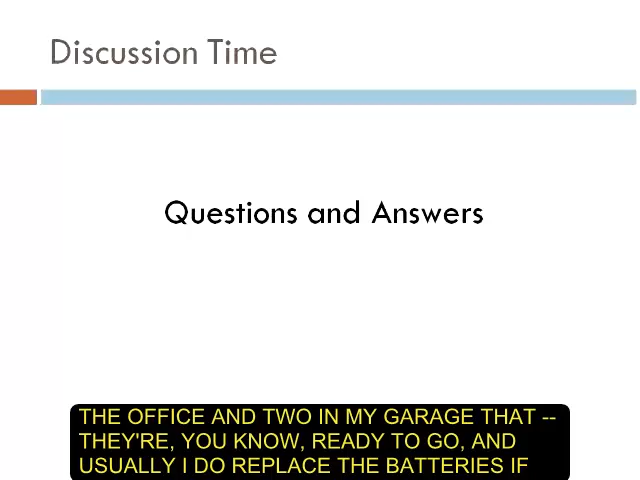 Discussion Time
Questions and Answers
THE OFFICE AND TWO IN MY GARAGE THAT --
THEY'RE, YOU KNOW, READY TO GO, AND
USUALLY I DO REPLACE THE BATTERIES IF